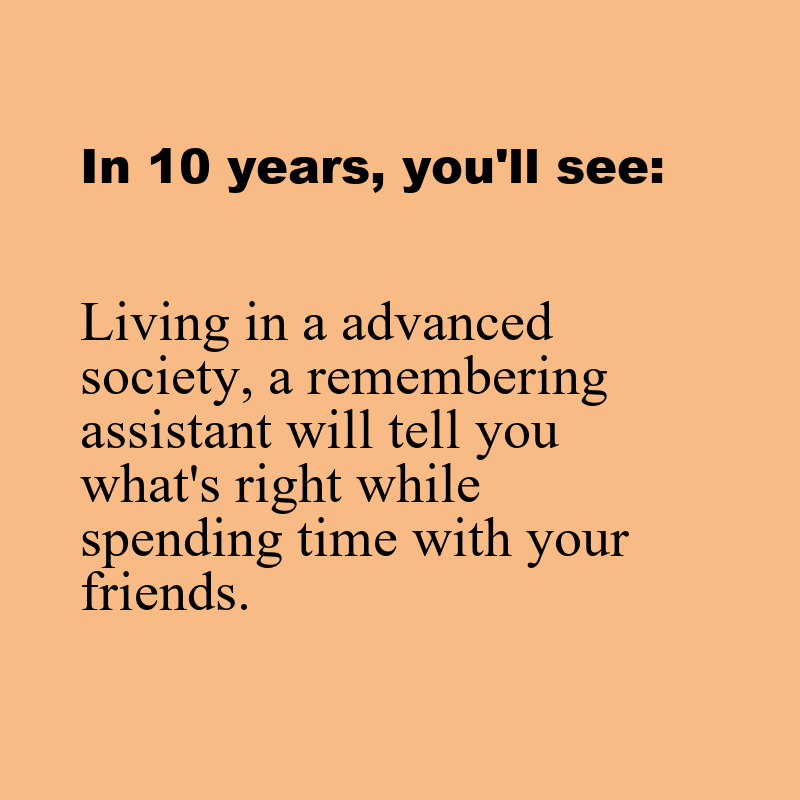 In 10 years, you'll see:
Living in a advanced
society, a remembering
assistant will tell you
what's right while
spending time with your
friends.